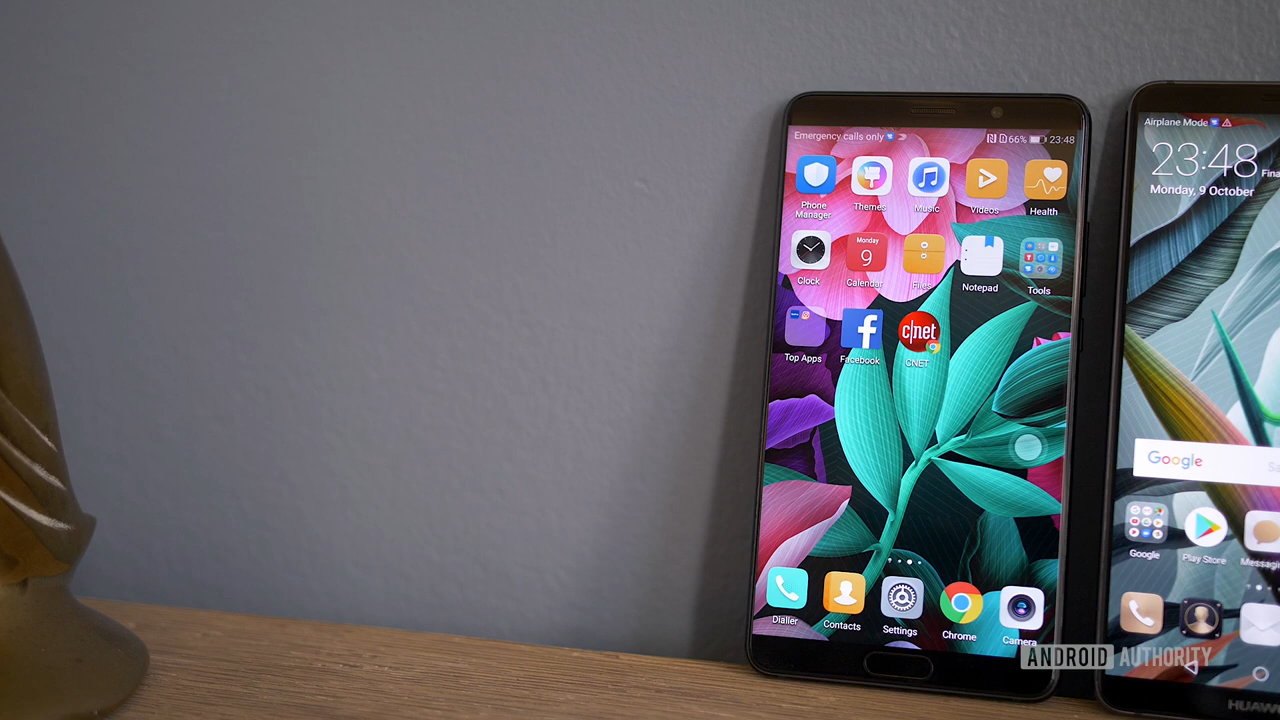 Emergency calls only
66% 23:48
Phone Manager
Themes
Music
Videos
Health
Clock
Monday
9
Calendar
Files
Notepad
Tools
Top Apps
f
Facebook
c|net
CNET
Dialler
Contacts
Settings
Chrome
Camera
Airplane Mode
23:48
Monday, 9 October
Google
Google
Play Store
ANDROID AUTHORITY